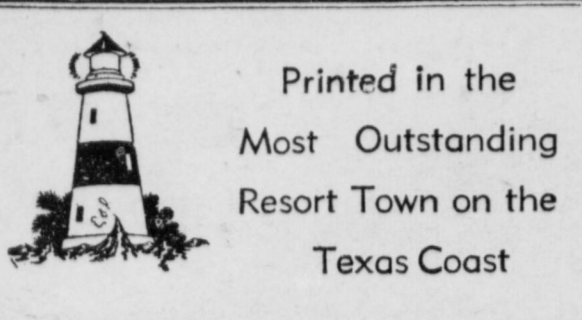 Printed in the
Most Outstanding
Resort Town on the
Texas Coast